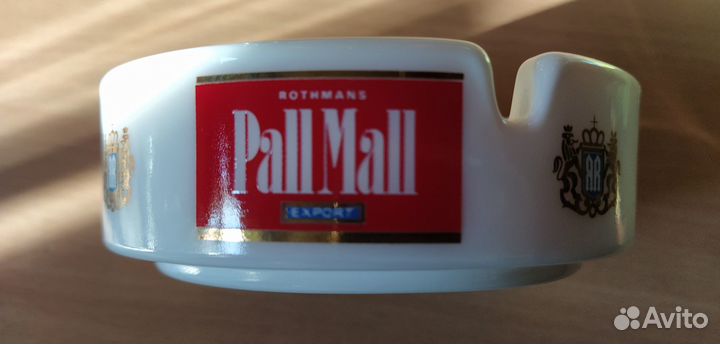 ROTHMANS
Pall Mall
EXPORT
Avito